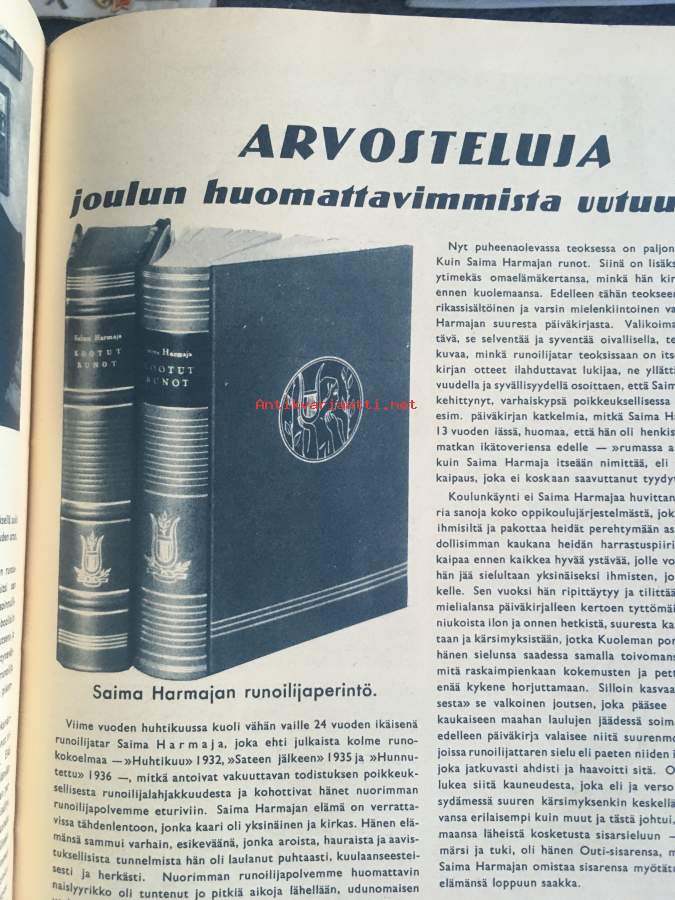 ARVOSTELUJA
joulun huomattavimmista uutuu
Saima Harmaja
KOOTUT
RUNOT
Saima Harmaja
KOOTUT
RUNOT
Antikvariaatti.net
Saima Harmajan runoilijaperintö.
Viime vuoden huhtikuussa kuoli vähän vaille 24 vuoden ikäisenä
runoilijatar Saima Harmaja, joka ehti julkaista kolme runo-
kokoelmaa — »Huhtikuu» 1932, »Sateen jälkeen» 1935 ja »Hunnu-
tettu» 1936 —, mitkä antoivat vakuuttavan todistuksen poikkeuk-
sellisesta runoilijalahjakkuudesta ja kohottivat hänet nuorimman
runoilijapolvemme eturiviin. Saima Harmajan elämä on verratta-
vissa tähdenlentoon, jonka kaari oli yksinäinen ja kirkas. Hänen elä-
mänsä sammui varhain, esikeväänä, jonka aroista, hauraista ja aavis-
tuksellisista tunnelmista hän oli laulanut puhtaasti, kuulaanseestei-
sesti ja herkästi. Nuorimman runoilijapolvemme huomattavin
naislyyrikko oli tuntenut jo pitkiä aikoja lähellään, udunomaisen
Nyt puheenaolevassa teoksessa on paljon
Kuin Saima Harmajan runot. Siinä on lisäks
ytimekäs omaelämäkertansa, minkä hän kir
ennen kuolemaansa. Edelleen tähän teokseen
rikassisältöinen ja varsin mielenkiintoinen va
Harmajan suuresta päiväkirjasta. Valikoima
tävä, se selventää ja syventää oivallisella, te
kuvaa, minkä runoilijatar teoksissaan on itse
kirjan otteet ilahduttavat lukijaa, ne yllättä
vuudella ja syvällisyydellä osoittaen, että Saim
kehittynyt, varhaiskypsä poikkeuksellisessa
esim. päiväkirjan katkelmia, mitkä Saima Ha
13 vuoden iässä, huomaa, että hän oli henkis
matkan ikätoveriensa edelle — »rumassa a
kuin Saima Harmaja itseään nimittää, eli
kaipaus, joka ei koskaan saavuttanut tyydyt
Koulunkäynti ei Saima Harmajaa huvittan
ria sanoja koko oppikoulujärjestelmästä, jok
ihmisiltä ja pakottaa heidät perehtymään as
dollisimman kaukana heidän harrastuspiiri
kaipaa ennen kaikkea hyvää ystävää, jolle vo
hän jää sielultaan yksinäiseksi ihmisten, jo
kelle. Sen vuoksi hän ripittäytyy ja tilittää
mielialansa päiväkirjalleen kertoen tyttömäi
niukoista ilon ja onnen hetkistä, suuresta ka
taan ja kärsimyksistään, jotka Kuoleman por
hänen sielunsa saadessa samalla toivomans
mitä raskaimpienkaan kokemusten ja pett
enää kykene horjuttamaan. Silloin kasvaa
sesta» se valkoinen joutsen, joka pääsee
kaukaiseen maahan laulujen jäädessä soim
edelleen päiväkirja valaisee niitä suurenmo
joissa runoilijattaren sielu eli paeten niiden i
joka jatkuvasti ahdisti ja haavoitti sitä. O
lukea siitä kauneudesta, joka eli ja verso
sydämessä suuren kärsimyksenkin keskellä
vansa erilaisempi kuin muut ja tästä johtui,
maansa läheistä kosketusta sisarsieluun —
märsi ja tuki, oli hänen Outi-sisarensa, m
Saima Harmajan omistaa sisarensa myötätu
elämänsä loppuun saakka.